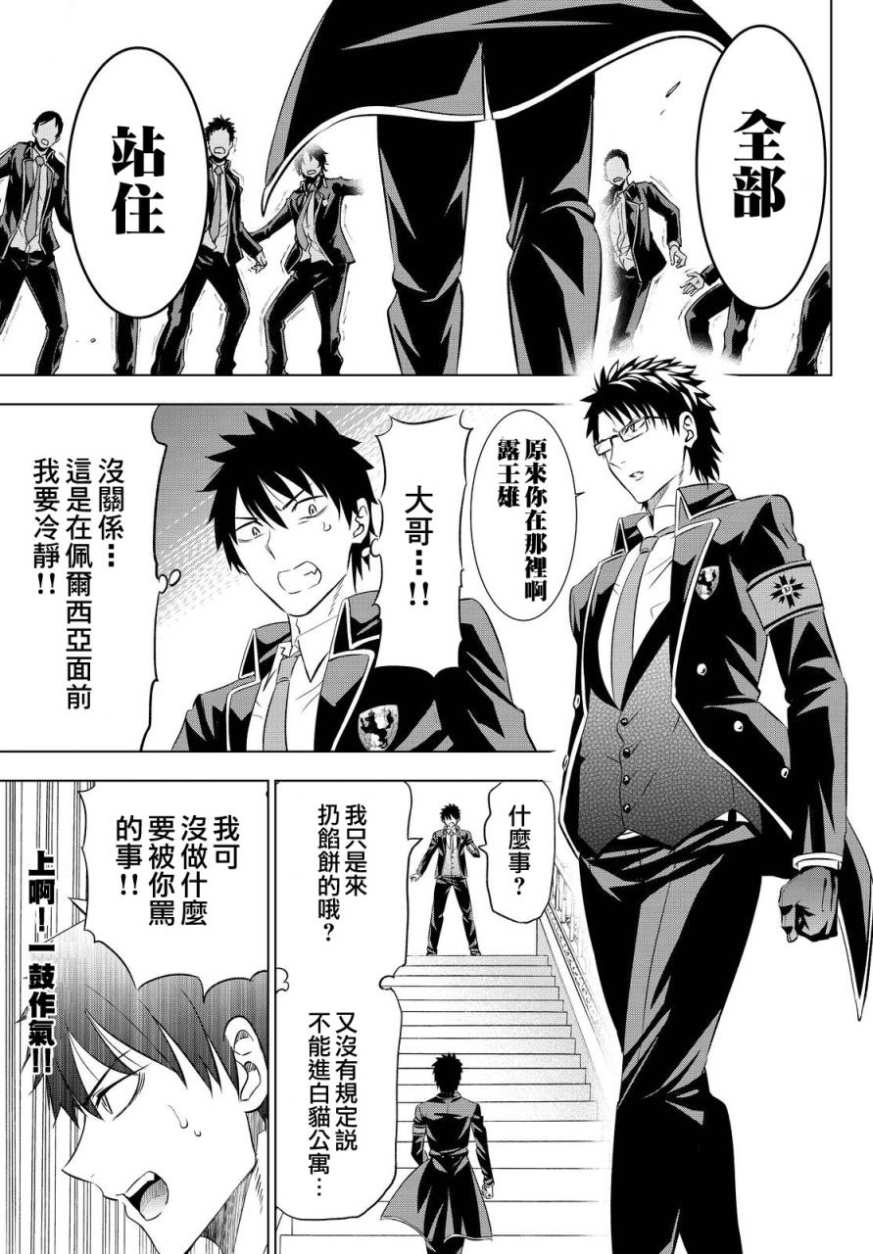 全部
站住
原來你在那裡啊
露王雄
大哥…!!
沒關係…
這是在佩爾西亞面前
我要冷靜!!
什麼事?
我只是來
扔餡餅的哦?
又沒有規定說
不能進白貓公寓…
我可
沒做什麼
要被你罵
的事!!
上啊!一鼓作氣!!